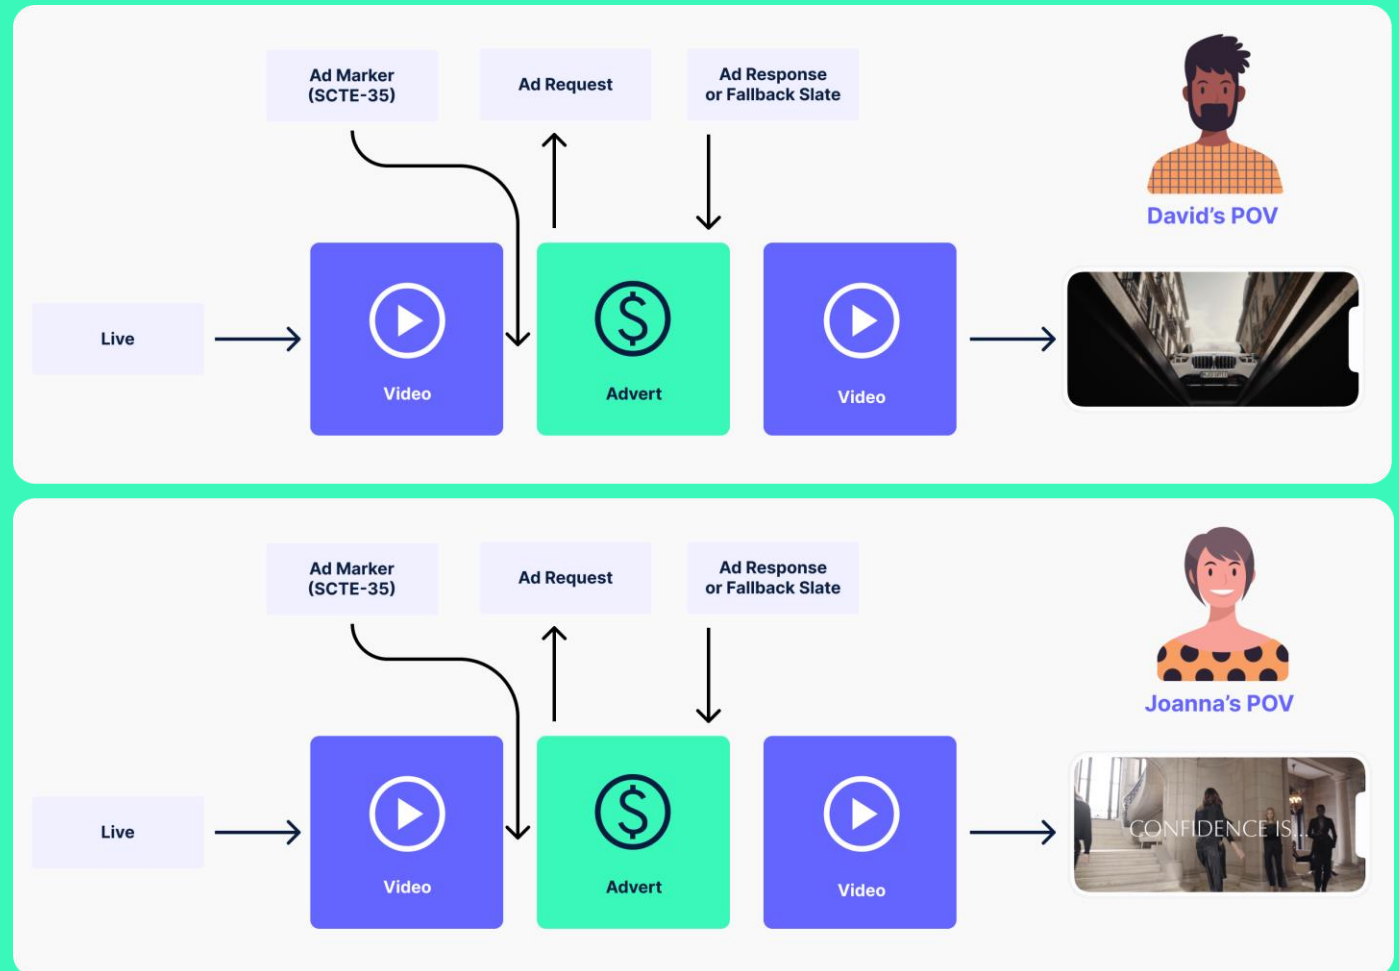 Ad Marker
(SCTE-35)
Ad Request
Ad Response
or Fallback Slate
David's POV
Live
Video
Advert
Video
Ad Marker
(SCTE-35)
Ad Request
Ad Response
or Fallback Slate
Joanna's POV
Live
Video
Advert
Video
CONFIDENCE IS...